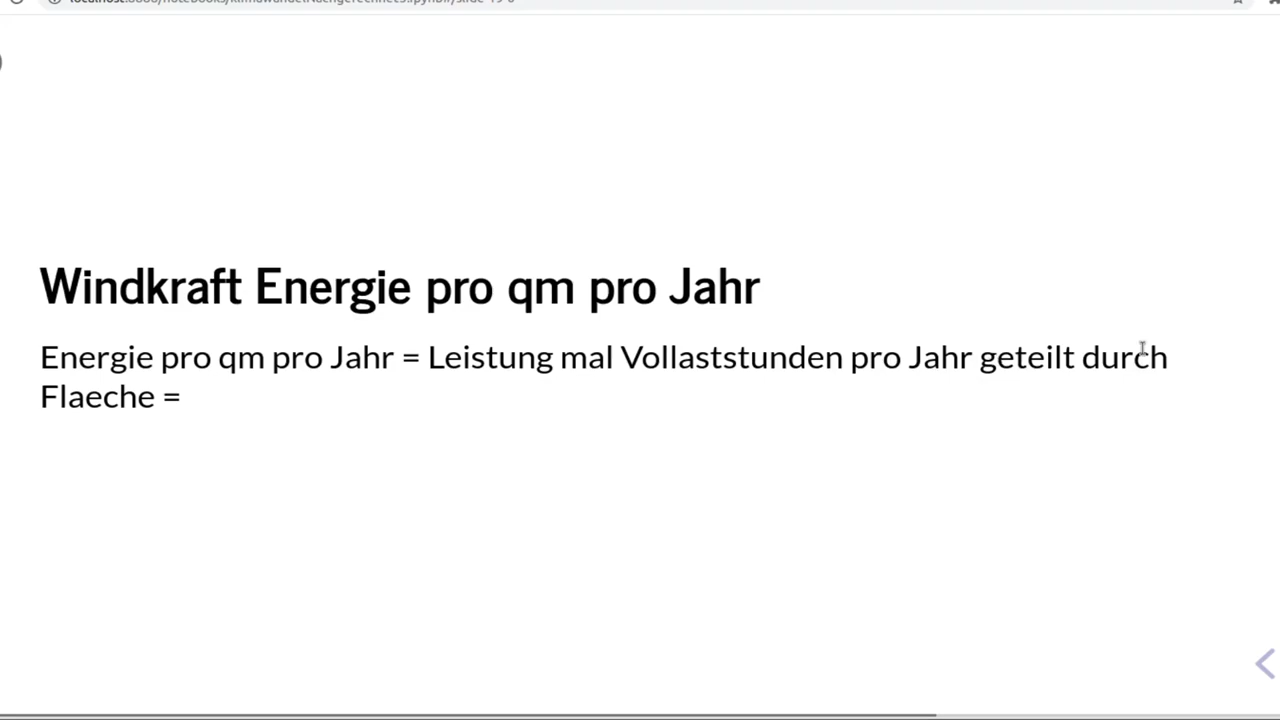 Windkraft Energie pro qm pro Jahr
Energie pro qm pro Jahr = Leistung mal Vollaststunden pro Jahr geteilt durch
Flaeche =